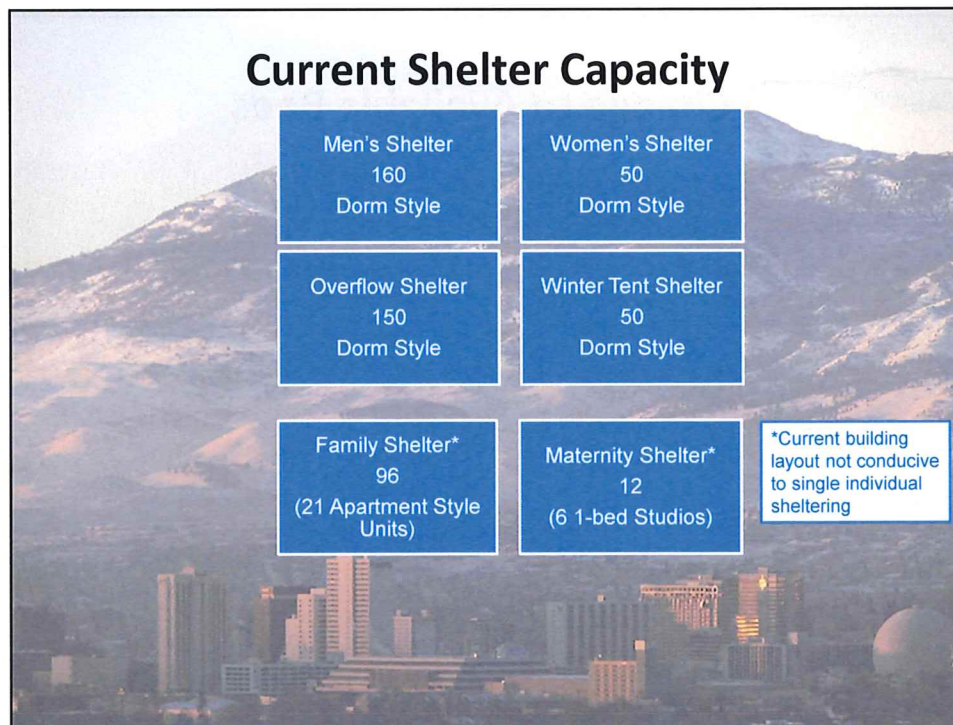 Current Shelter Capacity
Men's Shelter
160
Dorm Style
Women's Shelter
50
Dorm Style
Overflow Shelter
150
Dorm Style
Winter Tent Shelter
50
Dorm Style
Family Shelter*
96
(21 Apartment Style
Units)
Maternity Shelter*
12
(6 1-bed Studios)
*Current building
layout not conducive
to single individual
sheltering